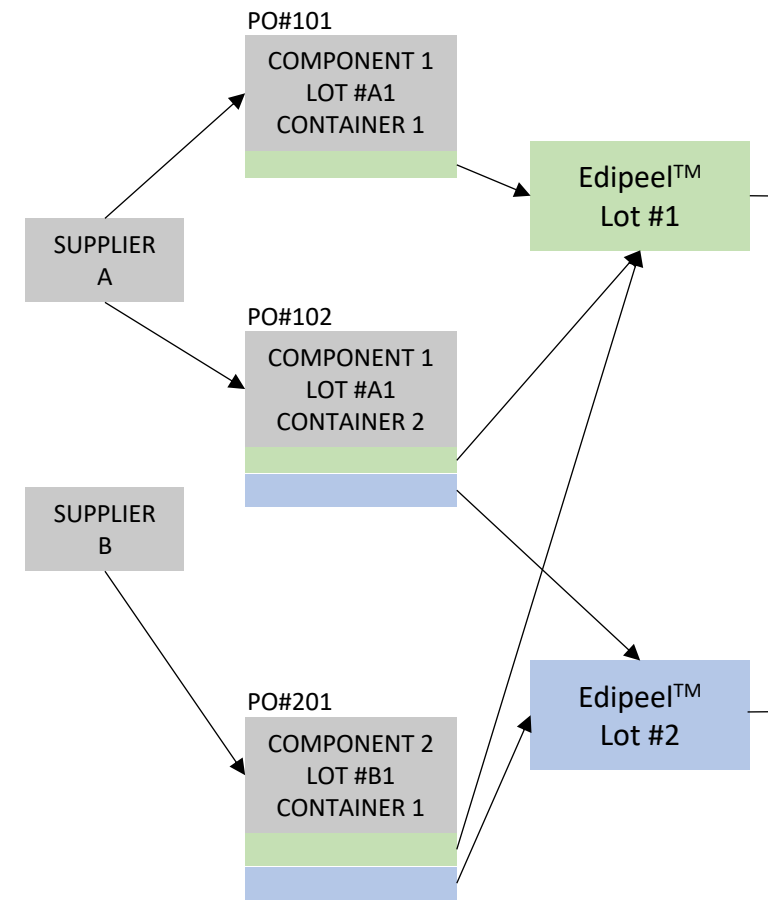 PO#101
COMPONENT 1
LOT #A1
CONTAINER 1
Edipeel™
Lot #1
SUPPLIER
A
PO#102
COMPONENT 1
LOT #A1
CONTAINER 2
SUPPLIER
B
Edipeel™
Lot #2
PO#201
COMPONENT 2
LOT #B1
CONTAINER 1